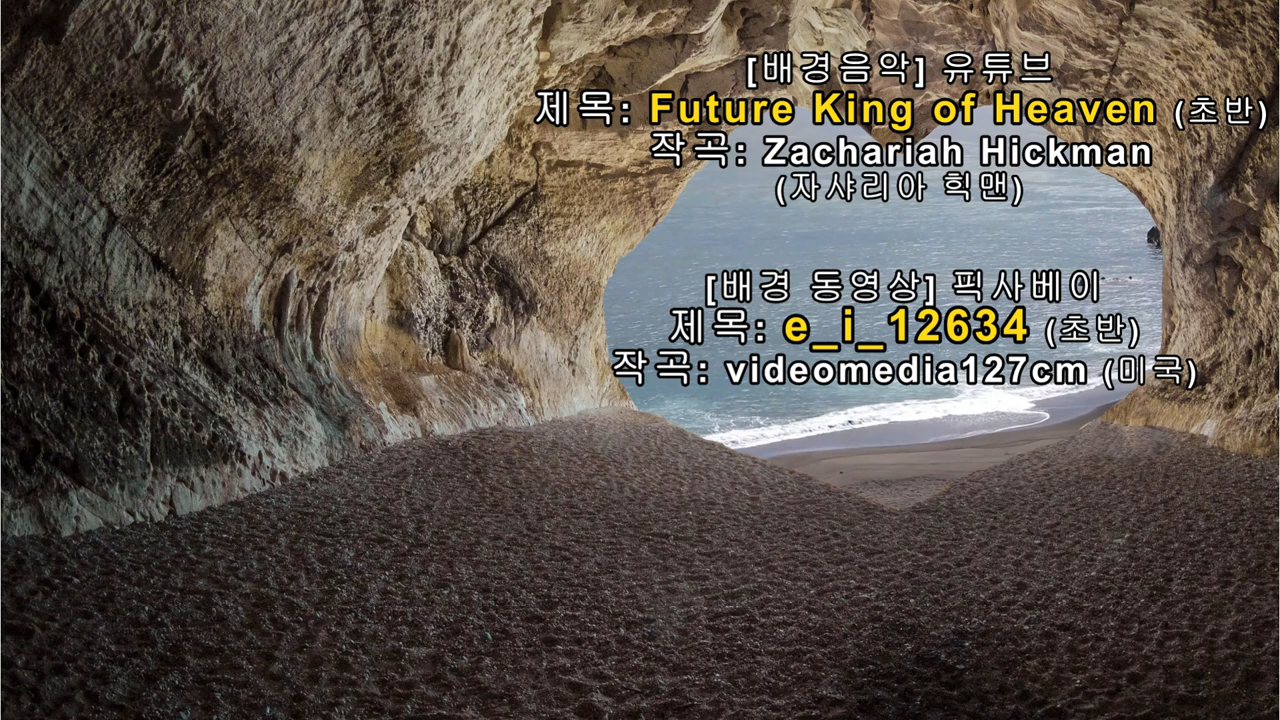 [배경음악] 유튜브
제목: Future King of Heaven (초반)
작곡: Zachariah Hickman
(자샤리아 힉맨)
[배경 동영상] 픽사베이
제목: e_i_12634 (초반)
작곡: videomedia127cm (미국)